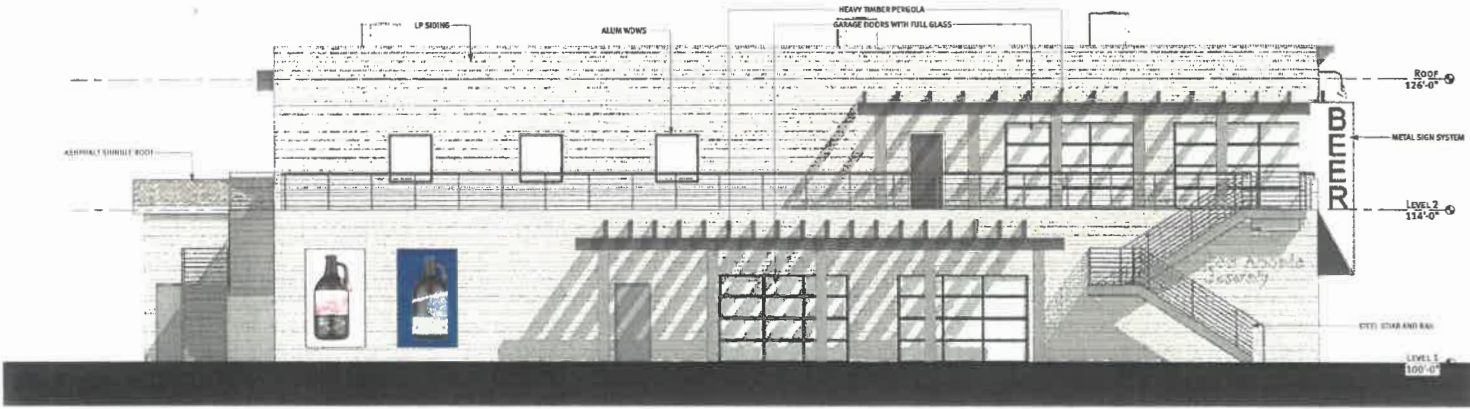 HEAVY TIMBER PERGOLA
LP SIDING
GARAGE DOORS WITH FULL GLASS
ALUM WDWS
ROOF
126'-0"
BEER
METAL SIGN SYSTEM
ASHPHALT SHINGLE ROOF
LEVEL 2
114'-0"
STEEL STAIR AND RAIL
LEVEL 1
100'-0"